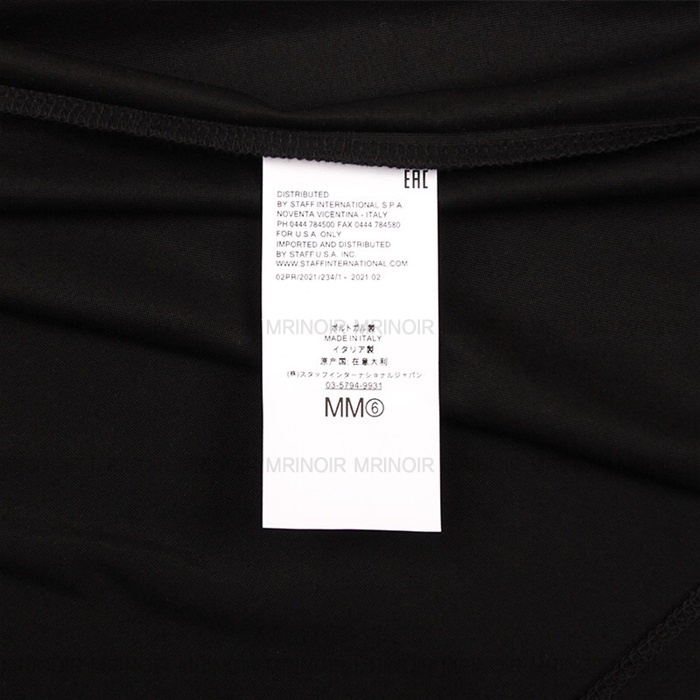 EAC
DISTRIBUTED
BY STAFF INTERNATIONAL S.P.A.
NOVENTA VICENTINA - ITALY
PH 0444 784500 FAX 0444 784580
FOR U.S.A. ONLY
IMPORTED AND DISTRIBUTED
BY STAFF U.S.A. INC.
WWW.STAFFINTERNATIONAL.COM
02PR/2021/234/1- 2021 02
MRINOIR MRINOIR
ポルトガル製
MADE IN ITALY
イタリア製
原产国:在意大利
(株)スタッフインターナショナルジャパン
03-5794-9931
MM⑥
MRINOIR MRINOIR